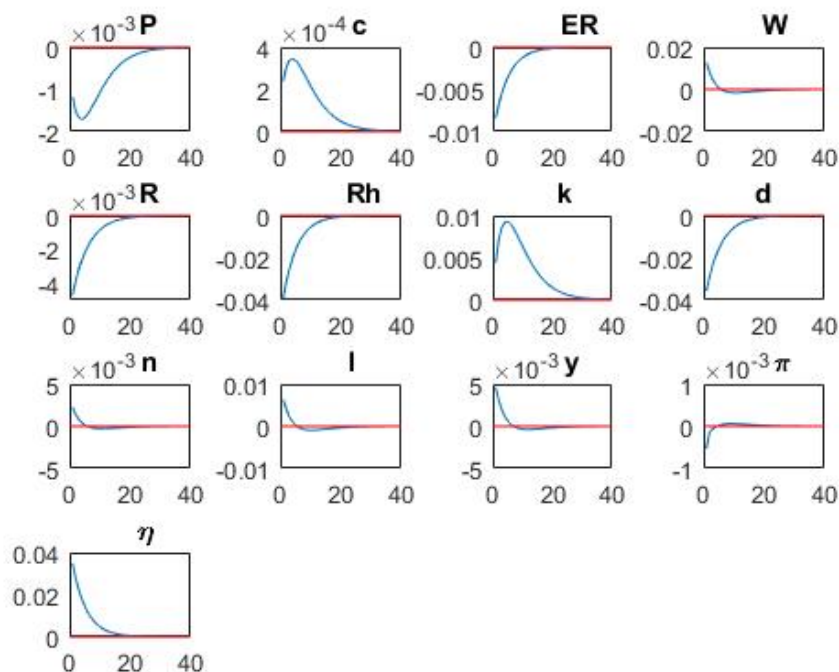 ×10⁻³ P ×10⁻⁴ c ER W
0 4 0 0.02
-1 2 -0.005 0
-2 0 -0.01 -0.02
0 20 40 0 20 40 0 20 40 0 20 40
×10⁻³ R Rh k d
0 0 0.01 0
-2 -0.02 0.005 -0.02
-4 -0.04 0 -0.04
0 20 40 0 20 40 0 20 40 0 20 40
×10⁻³ n I ×10⁻³ y ×10⁻³ π
5 0.01 5 1
0 0 0 0
-5 -0.01 -5 -1
0 20 40 0 20 40 0 20 40 0 20 40
η
0.04
0.02
0
0 20 40